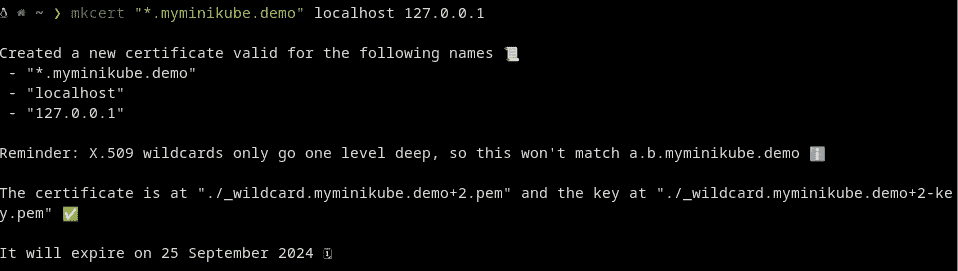 ~ ❯ mkcert "*.myminikube.demo" localhost 127.0.0.1
Created a new certificate valid for the following names 📜
- "*.myminikube.demo"
- "localhost"
- "127.0.0.1"
Reminder: X.509 wildcards only go one level deep, so this won't match a.b.myminikube.demo ℹ️
The certificate is at "./_wildcard.myminikube.demo+2.pem" and the key at "./_wildcard.myminikube.demo+2-ke
y.pem" ✅
It will expire on 25 September 2024 🗓